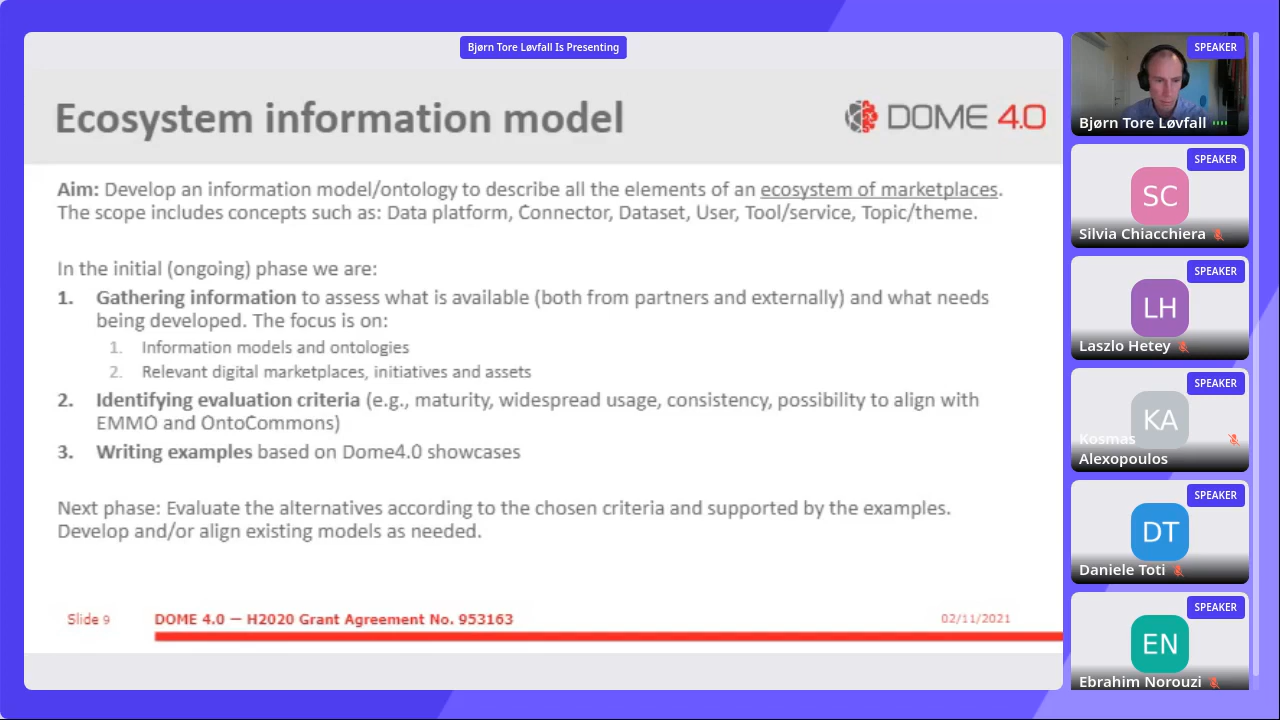 Bjørn Tore Løvfall Is Presenting
Ecosystem information model
DOME 4.0
Aim: Develop an information model/ontology to describe all the elements of an ecosystem of marketplaces.
The scope includes concepts such as: Data platform, Connector, Dataset, User, Tool/service, Topic/theme.
In the initial (ongoing) phase we are:
1. Gathering information to assess what is available (both from partners and externally) and what needs
being developed. The focus is on:
1. Information models and ontologies
2. Relevant digital marketplaces, initiatives and assets
2. Identifying evaluation criteria (e.g., maturity, widespread usage, consistency, possibility to align with
EMMO and OntoCommons)
3. Writing examples based on Dome4.0 showcases
Next phase: Evaluate the alternatives according to the chosen criteria and supported by the examples.
Develop and/or align existing models as needed.
Slide 9
DOME 4.0 — H2020 Grant Agreement No. 953163
02/11/2021
SPEAKER
Bjørn Tore Løvfall
SPEAKER
SC
Silvia Chiacchiera
SPEAKER
LH
Laszlo Hetey
SPEAKER
KA
Kosmas
Alexopoulos
SPEAKER
DT
Daniele Toti
SPEAKER
EN
Ebrahim Norouzi